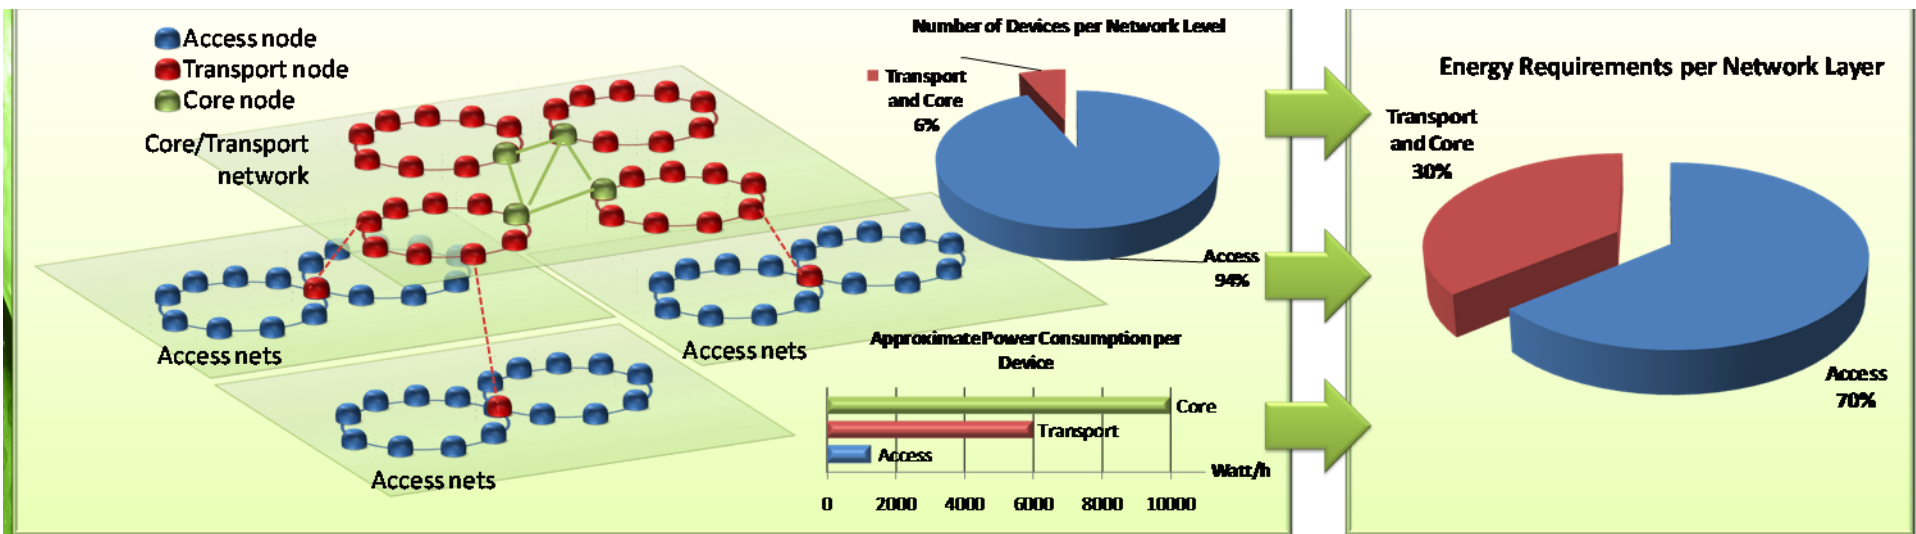 Access node
Transport node
Core node
Core/Transport
network
Access nets
Access nets
Access nets
Number of Devices per Network Level
Transport
and Core
6%
Access
94%
Approximate Power Consumption per
Device
Core
Transport
Access
Watt/h
0 2000 4000 6000 8000 10000
Energy Requirements per Network Layer
Transport
and Core
30%
Access
70%